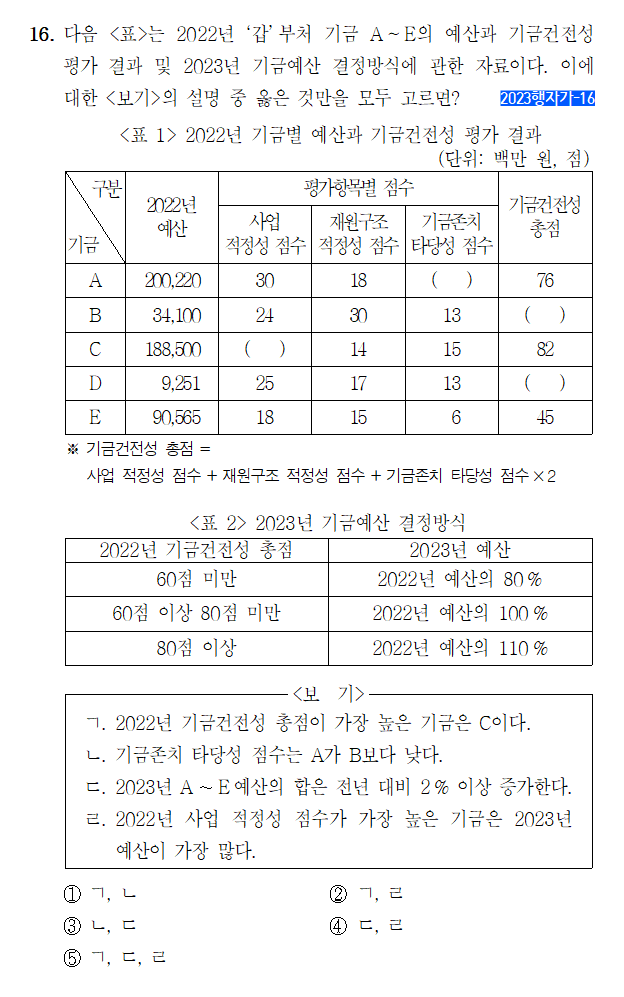 16. 다음 <표>는 2022년 ‘갑’부처 기금 A~E의 예산과 기금건전성
평가 결과 및 2023년 기금예산 결정방식에 관한 자료이다. 이에
대한 <보기>의 설명 중 옳은 것만을 모두 고르면? 2023행자가-16
<표 1> 2022년 기금별 예산과 기금건전성 평가 결과
(단위: 백만 원, 점)
구분 기금 2022년 예산 평가항목별 점수 기금건전성 총점
사업 적정성 점수 재원구조 적정성 점수 기금존치 타당성 점수
A 200,220 30 18 ( ) 76
B 34,100 24 30 13 ( )
C 188,500 ( ) 14 15 82
D 9,251 25 17 13 ( )
E 90,565 18 15 6 45
※ 기금건전성 총점 =
사업 적정성 점수 + 재원구조 적정성 점수 + 기금존치 타당성 점수×2
<표 2> 2023년 기금예산 결정방식
2022년 기금건전성 총점 2023년 예산
60점 미만 2022년 예산의 80%
60점 이상 80점 미만 2022년 예산의 100%
80점 이상 2022년 예산의 110%
<보 기>
ㄱ. 2022년 기금건전성 총점이 가장 높은 기금은 C이다.
ㄴ. 기금존치 타당성 점수는 A가 B보다 낮다.
ㄷ. 2023년 A~E예산의 합은 전년 대비 2% 이상 증가한다.
ㄹ. 2022년 사업 적정성 점수가 가장 높은 기금은 2023년
예산이 가장 많다.
① ㄱ, ㄴ ② ㄱ, ㄹ
③ ㄴ, ㄷ ④ ㄷ, ㄹ
⑤ ㄱ, ㄷ, ㄹ